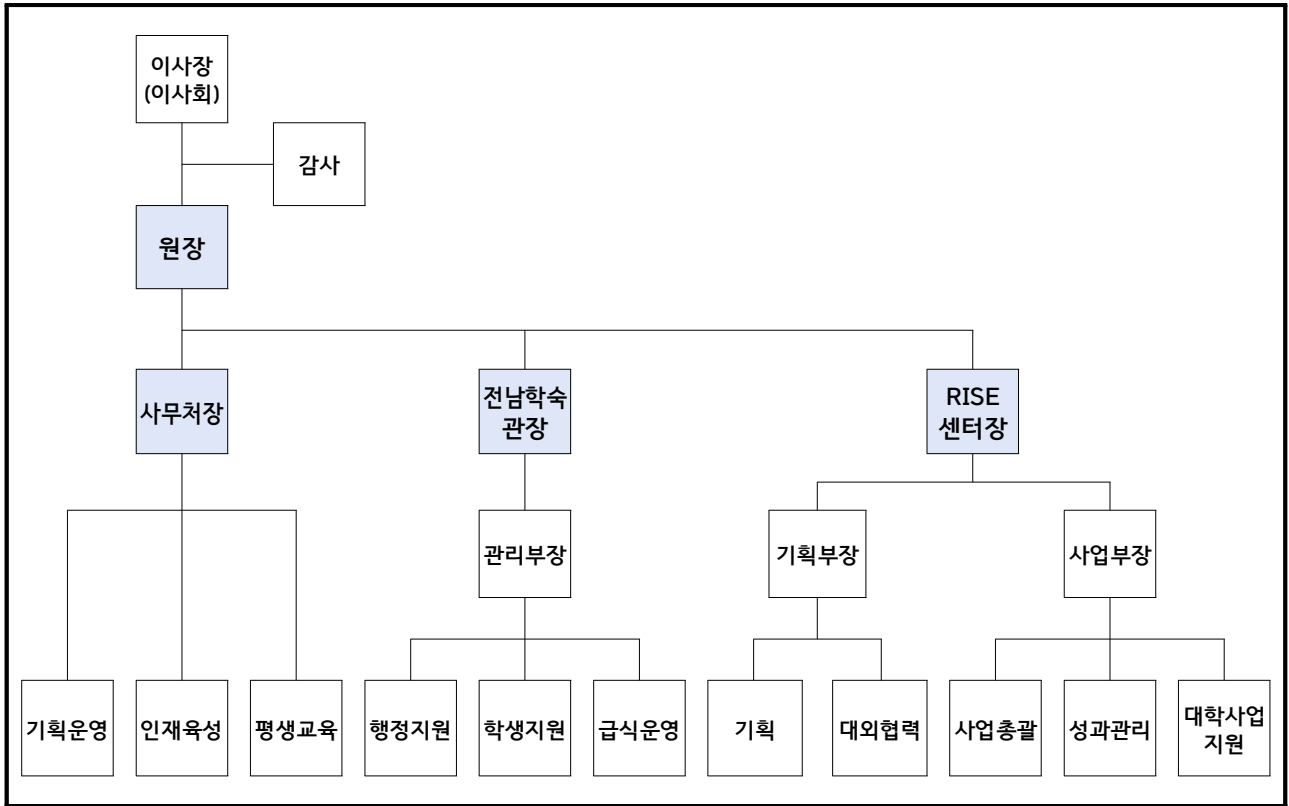 이사장
(이사회)
감사
원장
사무처장
전남학숙
관장
RISE
센터장
관리부장
기획부장
사업부장
기획운영
인재육성
평생교육
행정지원
학생지원
급식운영
기획
대외협력
사업총괄
성과관리
대학사업
지원